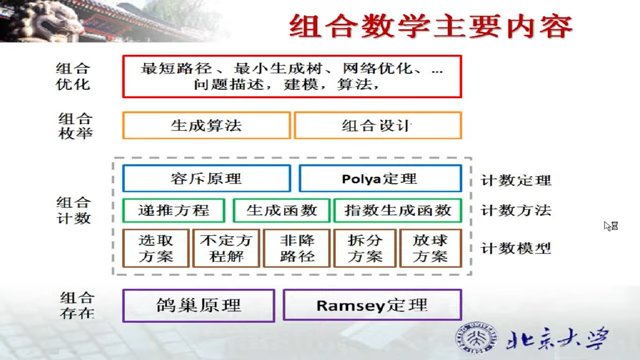 组合数学主要内容
组合
优化
最短路径、最小生成树、网络优化、...
问题描述，建模，算法，
组合
枚举
生成算法
组合设计
容斥原理
Polya定理
计数定理
组合
计数
递推方程
生成函数
指数生成函数
计数方法
选取
方案
不定方
程解
非降
路径
拆分
方案
放球
方案
计数模型
组合
存在
鸽巢原理
Ramsey定理
北京大学